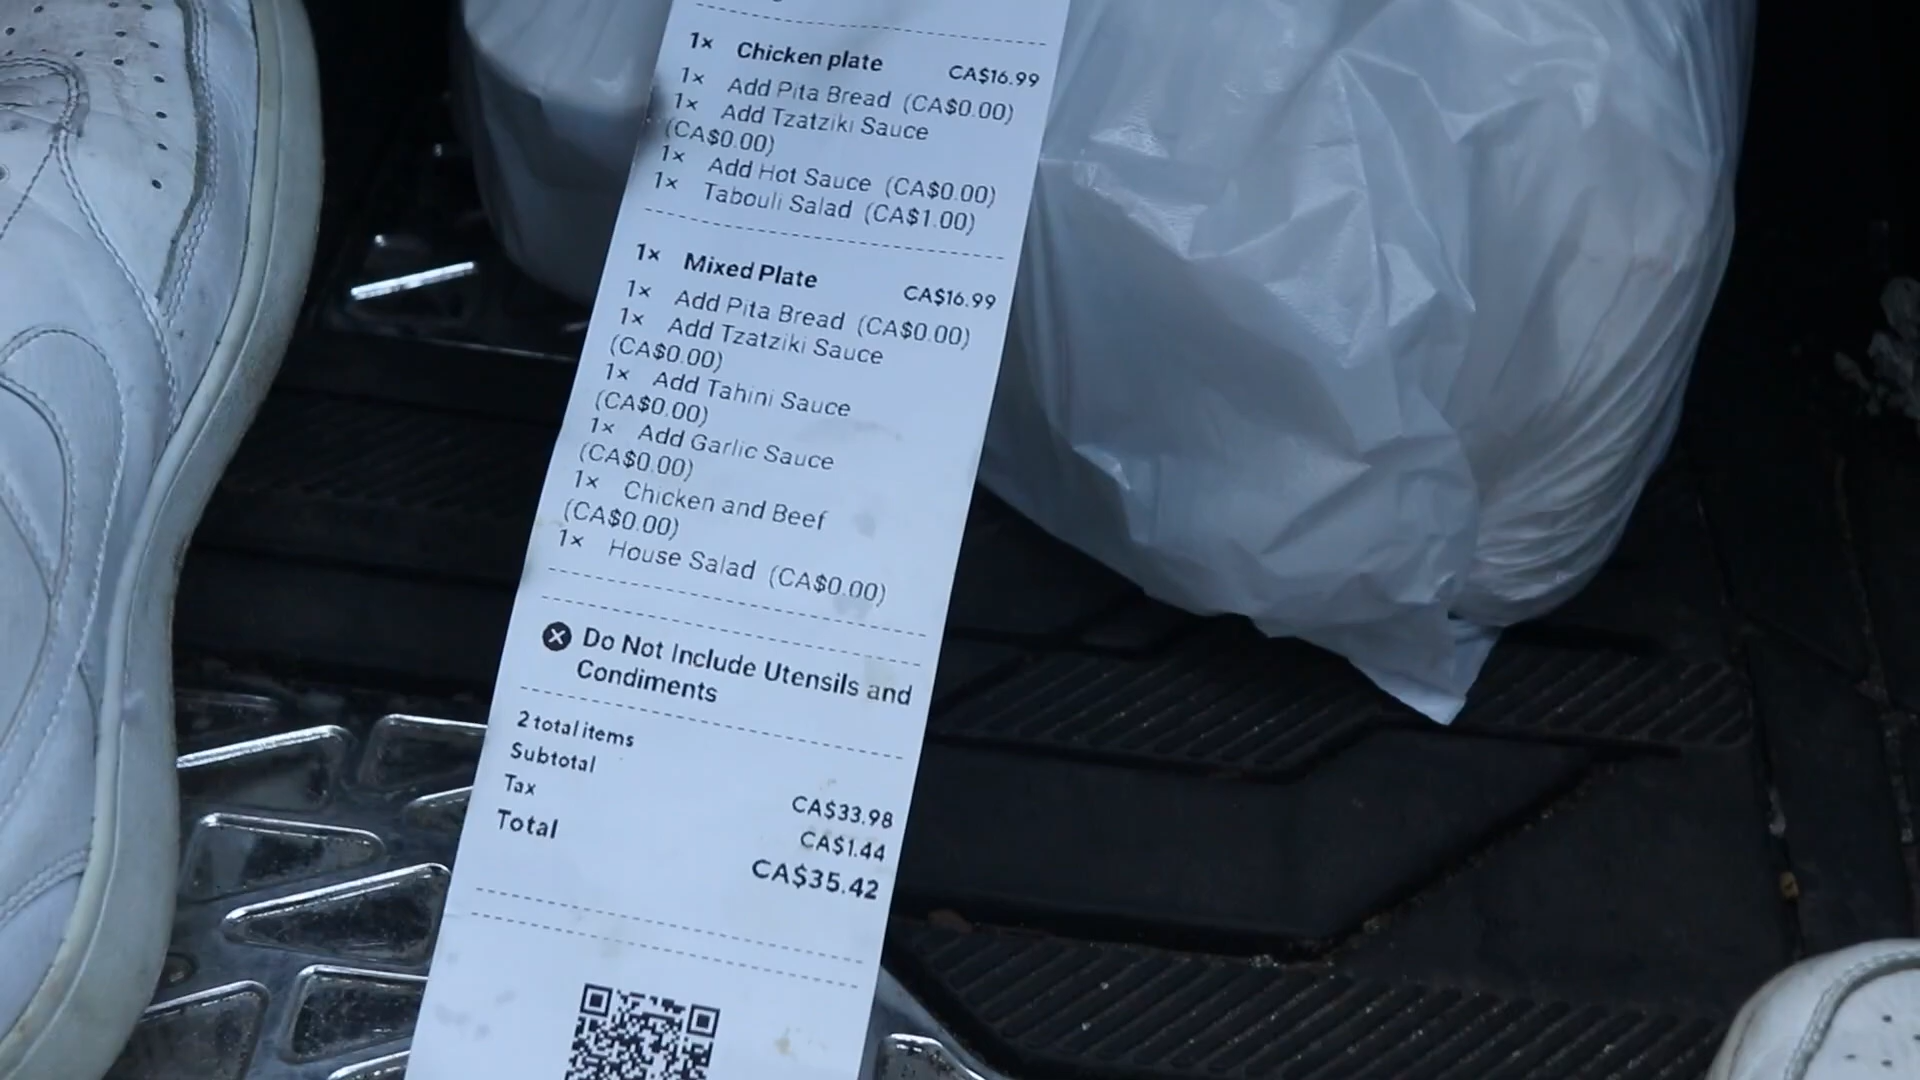 1× Chicken plate CA$16.99
1× Add Pita Bread (CA$0.00)
1× Add Tzatziki Sauce
(CA$0.00)
1× Add Hot Sauce (CA$0.00)
1× Tabouli Salad (CA$1.00)
1× Mixed Plate CA$16.99
1× Add Pita Bread (CA$0.00)
1× Add Tzatziki Sauce
(CA$0.00)
1× Add Tahini Sauce
(CA$0.00)
1× Add Garlic Sauce
(CA$0.00)
1× Chicken and Beef
(CA$0.00)
1× House Salad (CA$0.00)
Do Not Include Utensils and
Condiments
2 total items
Subtotal CA$33.98
Tax CA$1.44
Total CA$35.42